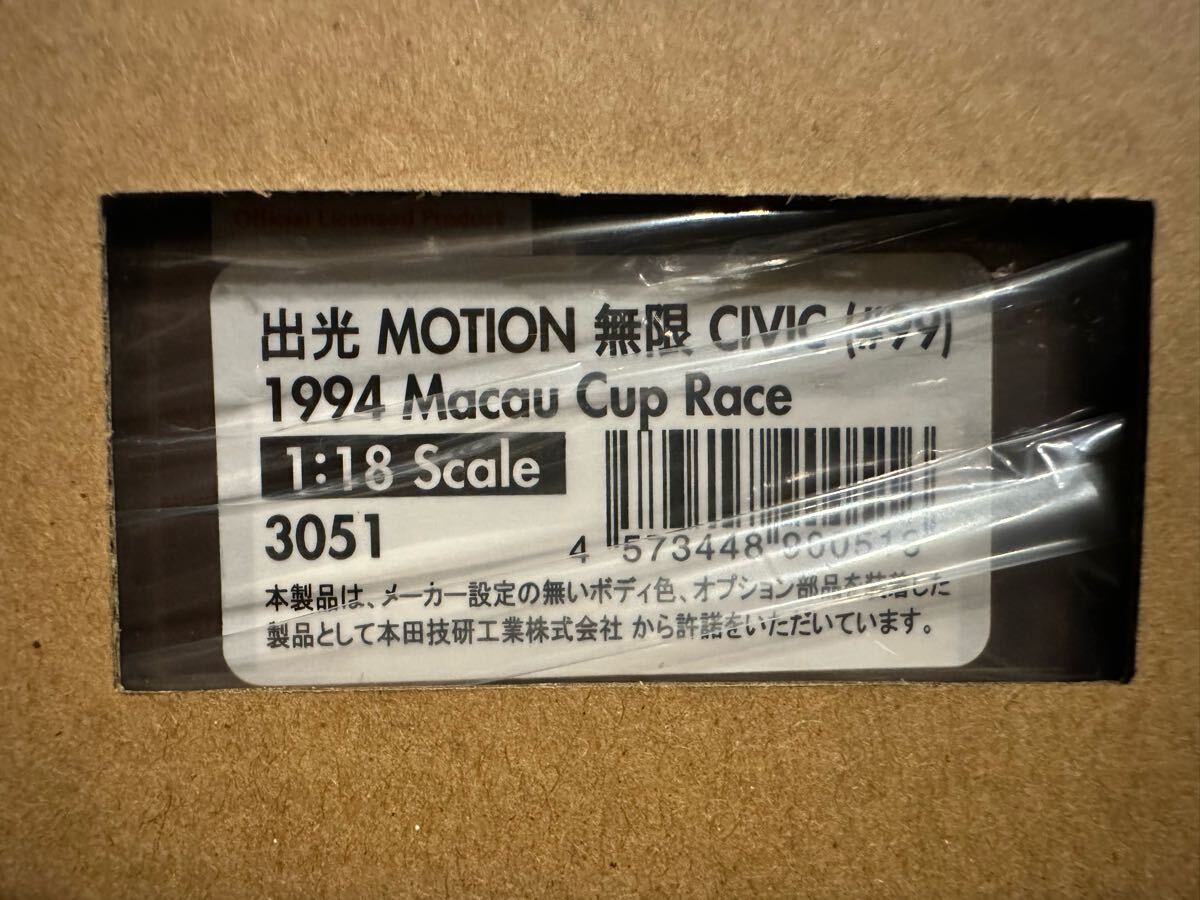 Official Licensed Product
出光 MOTION 無限 CIVIC (#99)
1994 Macau Cup Race
1:18 Scale
3051
4 573448
本製品は、メーカー設定の無いボディ色、オプション部品を装着した
製品として本田技研工業株式会社 から許諾をいただいています。